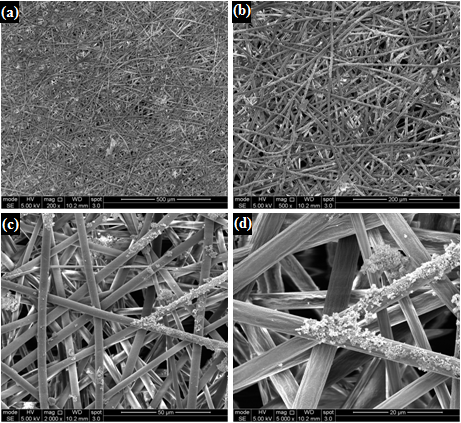 (a)
mode HV mag □ WD spot 500 µm
SE 5.00 kV 200 x 10.2 mm 3.0
(b)
mode HV mag □ WD spot 200 µm
SE 5.00 kV 500 x 10.2 mm 3.0
(c)
mode HV mag □ WD spot 50 µm
SE 5.00 kV 2 000 x 10.2 mm 3.0
(d)
mode HV mag □ WD spot 20 µm
SE 5.00 kV 5 000 x 10.2 mm 3.0